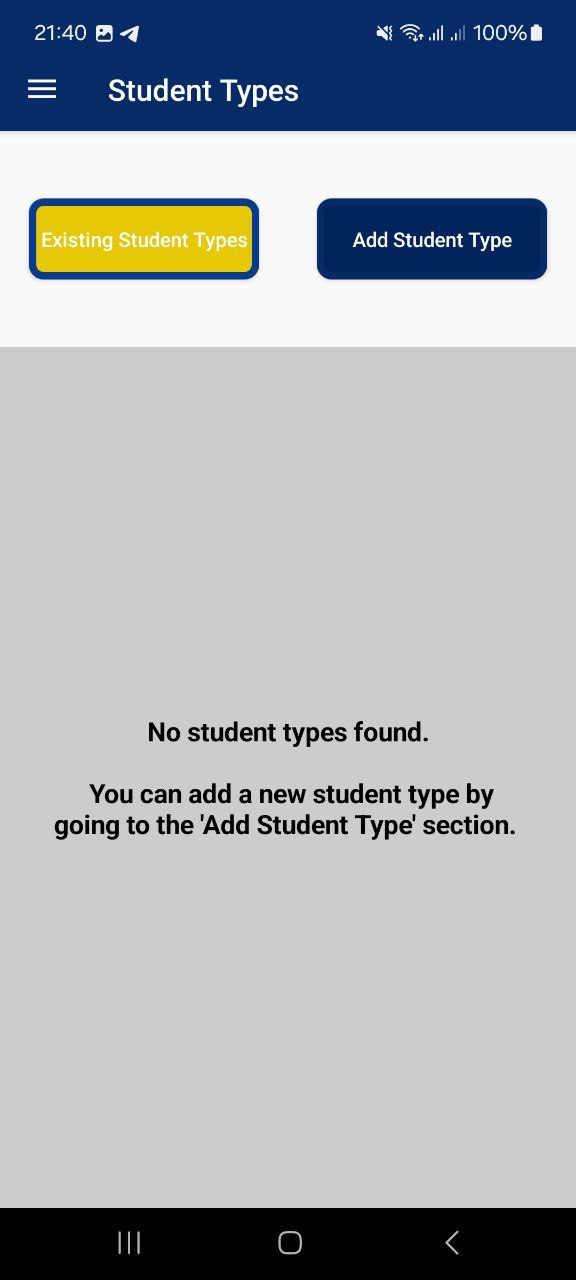 21:40 100%
Student Types
Existing Student Types Add Student Type
No student types found.
You can add a new student type by
going to the 'Add Student Type' section.